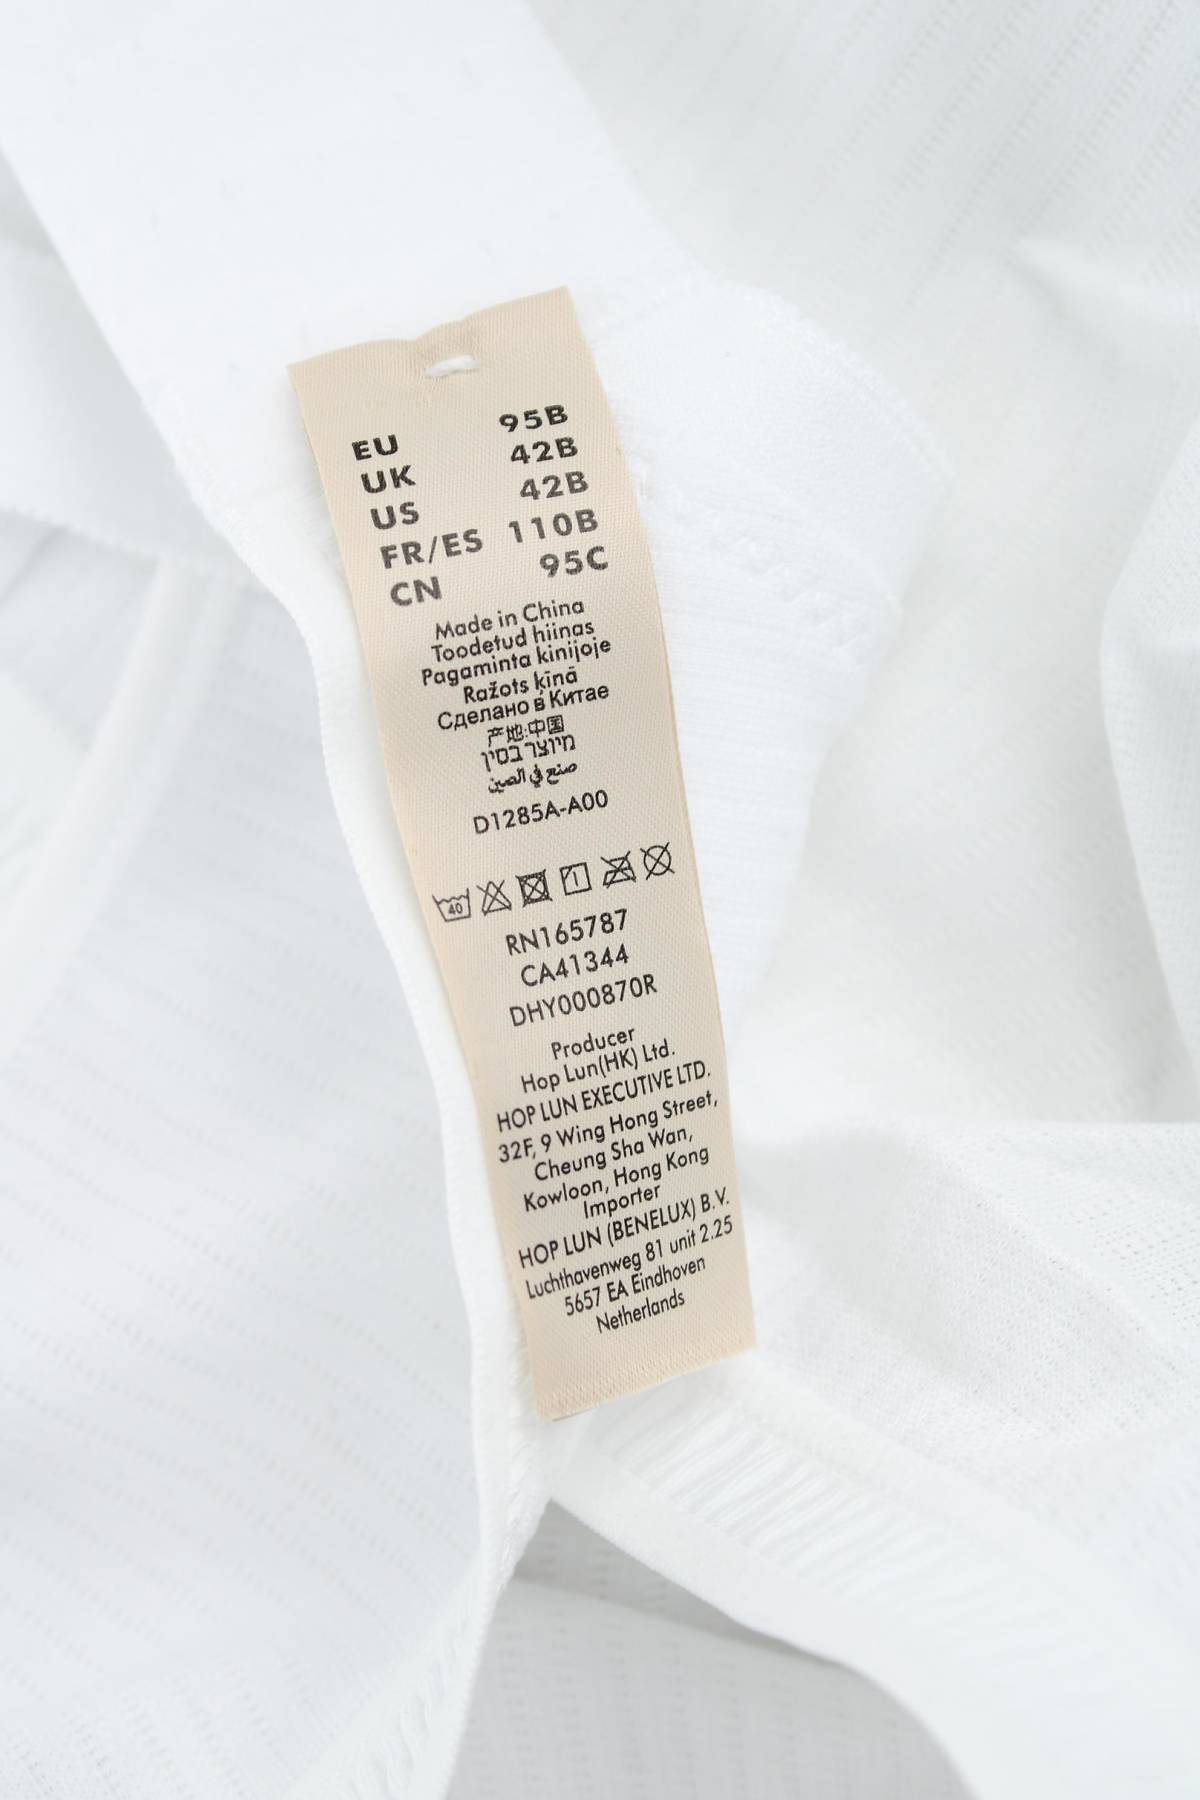 EU 95B
UK 42B
US 42B
FR/ES 110B
CN 95C
Made in China
Toodetud hiinas
Pagaminta kinijoje
Ražots ķīnā
Сделано в Китае
产地:中国
מיוצר בסין
صنع في الصين
D1285A-A00
40
RN165787
CA41344
DHY000870R
Producer
Hop Lun(HK) Ltd.
HOP LUN EXECUTIVE LTD.
32F, 9 Wing Hong Street,
Cheung Sha Wan,
Kowloon, Hong Kong
Importer
HOP LUN (BENELUX) B.V.
Luchthavenweg 81 unit 2.25
5657 EA Eindhoven
Netherlands